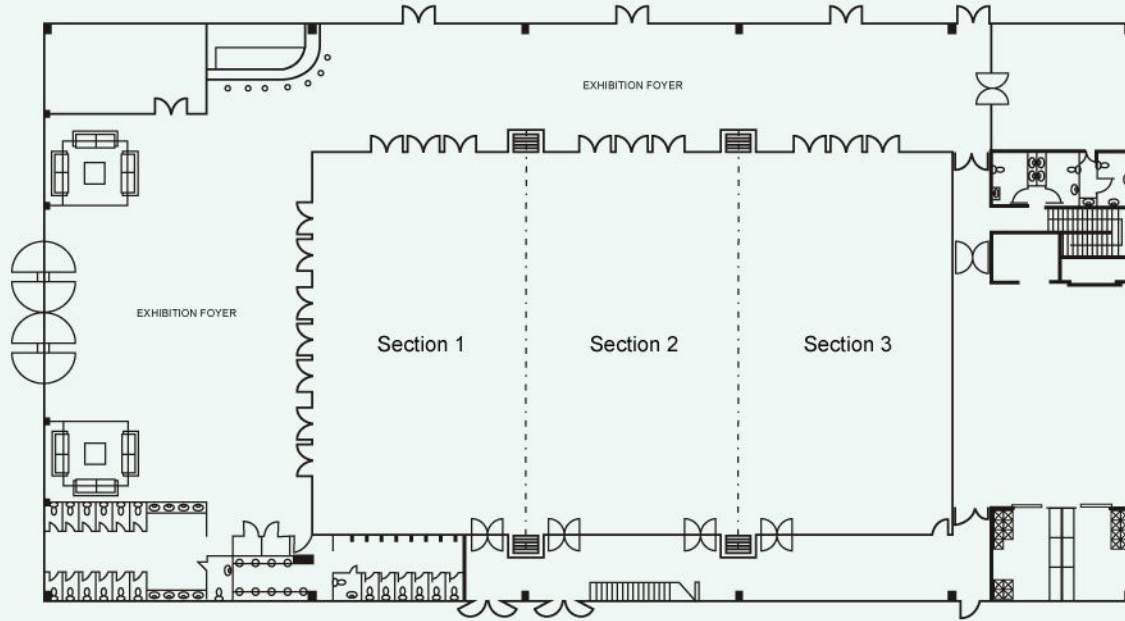 EXHIBITION FOYER
EXHIBITION FOYER
Section 1
Section 2
Section 3